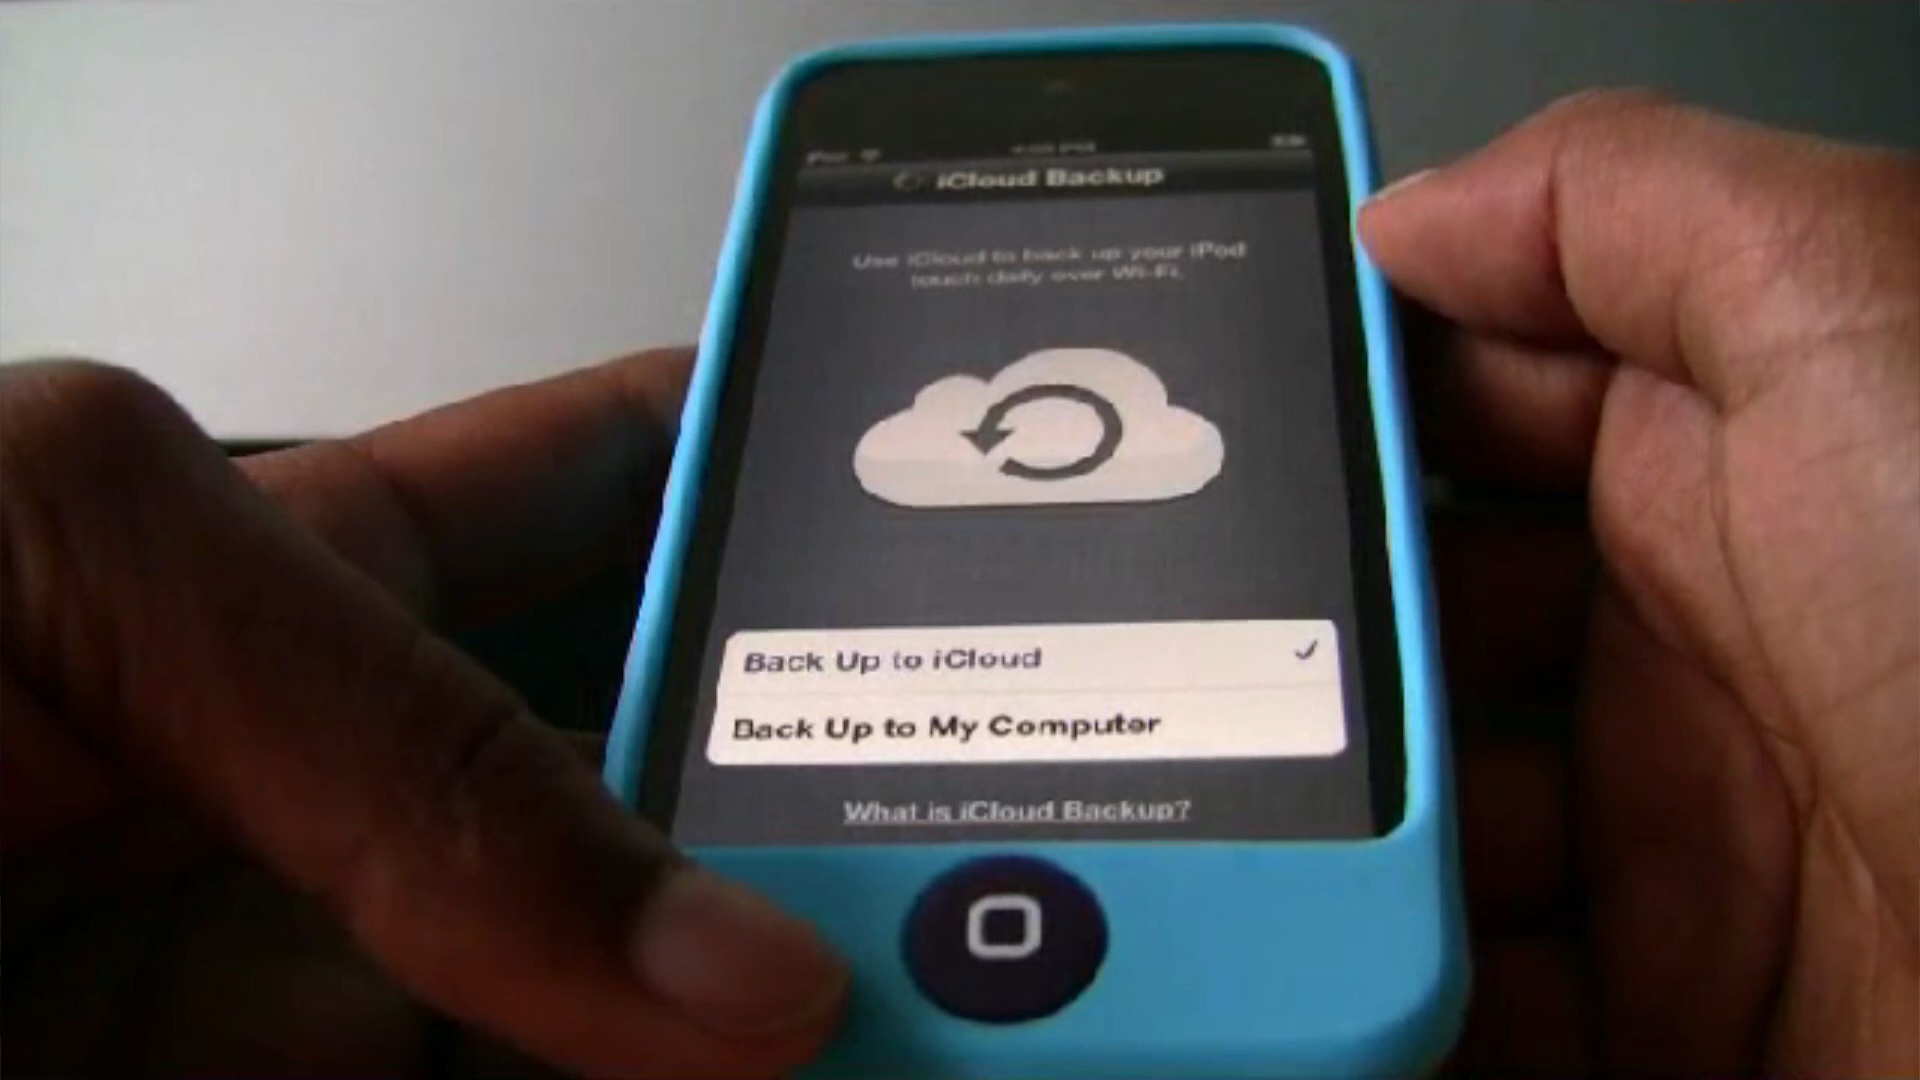 iPod
iCloud Backup
Use iCloud to back up your iPod
touch daily over Wi-Fi.
Back Up to iCloud
Back Up to My Computer
What is iCloud Backup?